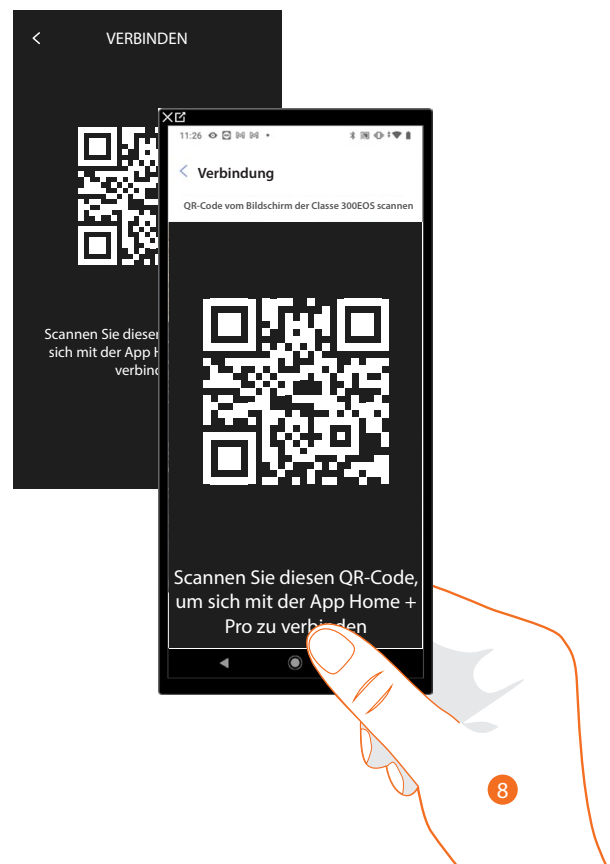 VERBINDEN
Scannen Sie diesen
sich mit der App
verbind
11:26
Verbindung
QR-Code vom Bildschirm der Classe 300EOS scannen
Scannen Sie diesen QR-Code,
um sich mit der App Home +
Pro zu verbinden
8